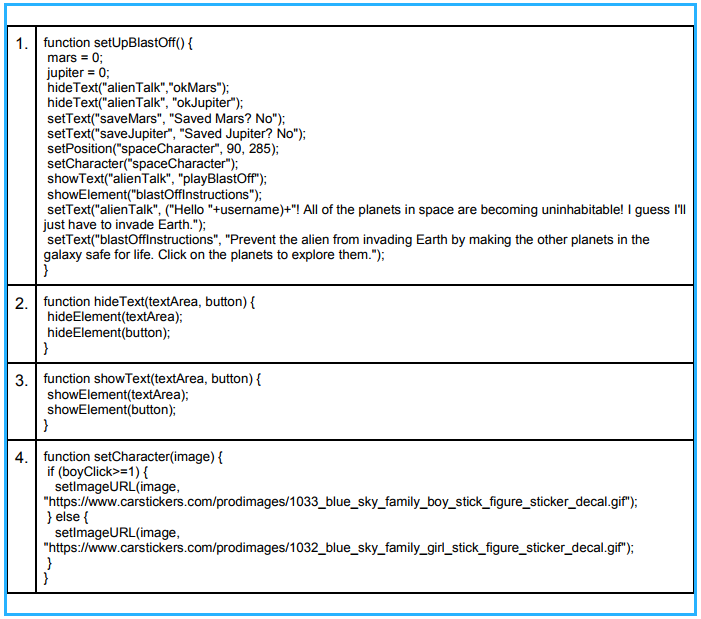 1.
function setUpBlastOff() {
mars = 0;
jupiter = 0;
hideText("alienTalk","okMars");
hideText("alienTalk", "okJupiter");
setText("saveMars", "Saved Mars? No");
setText("saveJupiter", "Saved Jupiter? No");
setPosition("spaceCharacter", 90, 285);
setCharacter("spaceCharacter");
showText("alienTalk", "playBlastOff");
showElement("blastOffInstructions");
setText("alienTalk", ("Hello "+username)+"! All of the planets in space are becoming uninhabitable! I guess I'll
just have to invade Earth.");
setText("blastOffInstructions", "Prevent the alien from invading Earth by making the other planets in the
galaxy safe for life. Click on the planets to explore them.");
}
2.
function hideText(textArea, button) {
hideElement(textArea);
hideElement(button);
}
3.
function showText(textArea, button) {
showElement(textArea);
showElement(button);
}
4.
function setCharacter(image) {
if (boyClick>=1) {
setImageURL(image,
"https://www.carstickers.com/prodimages/1033_blue_sky_family_boy_stick_figure_sticker_decal.gif");
} else {
setImageURL(image,
"https://www.carstickers.com/prodimages/1032_blue_sky_family_girl_stick_figure_sticker_decal.gif");
}
}